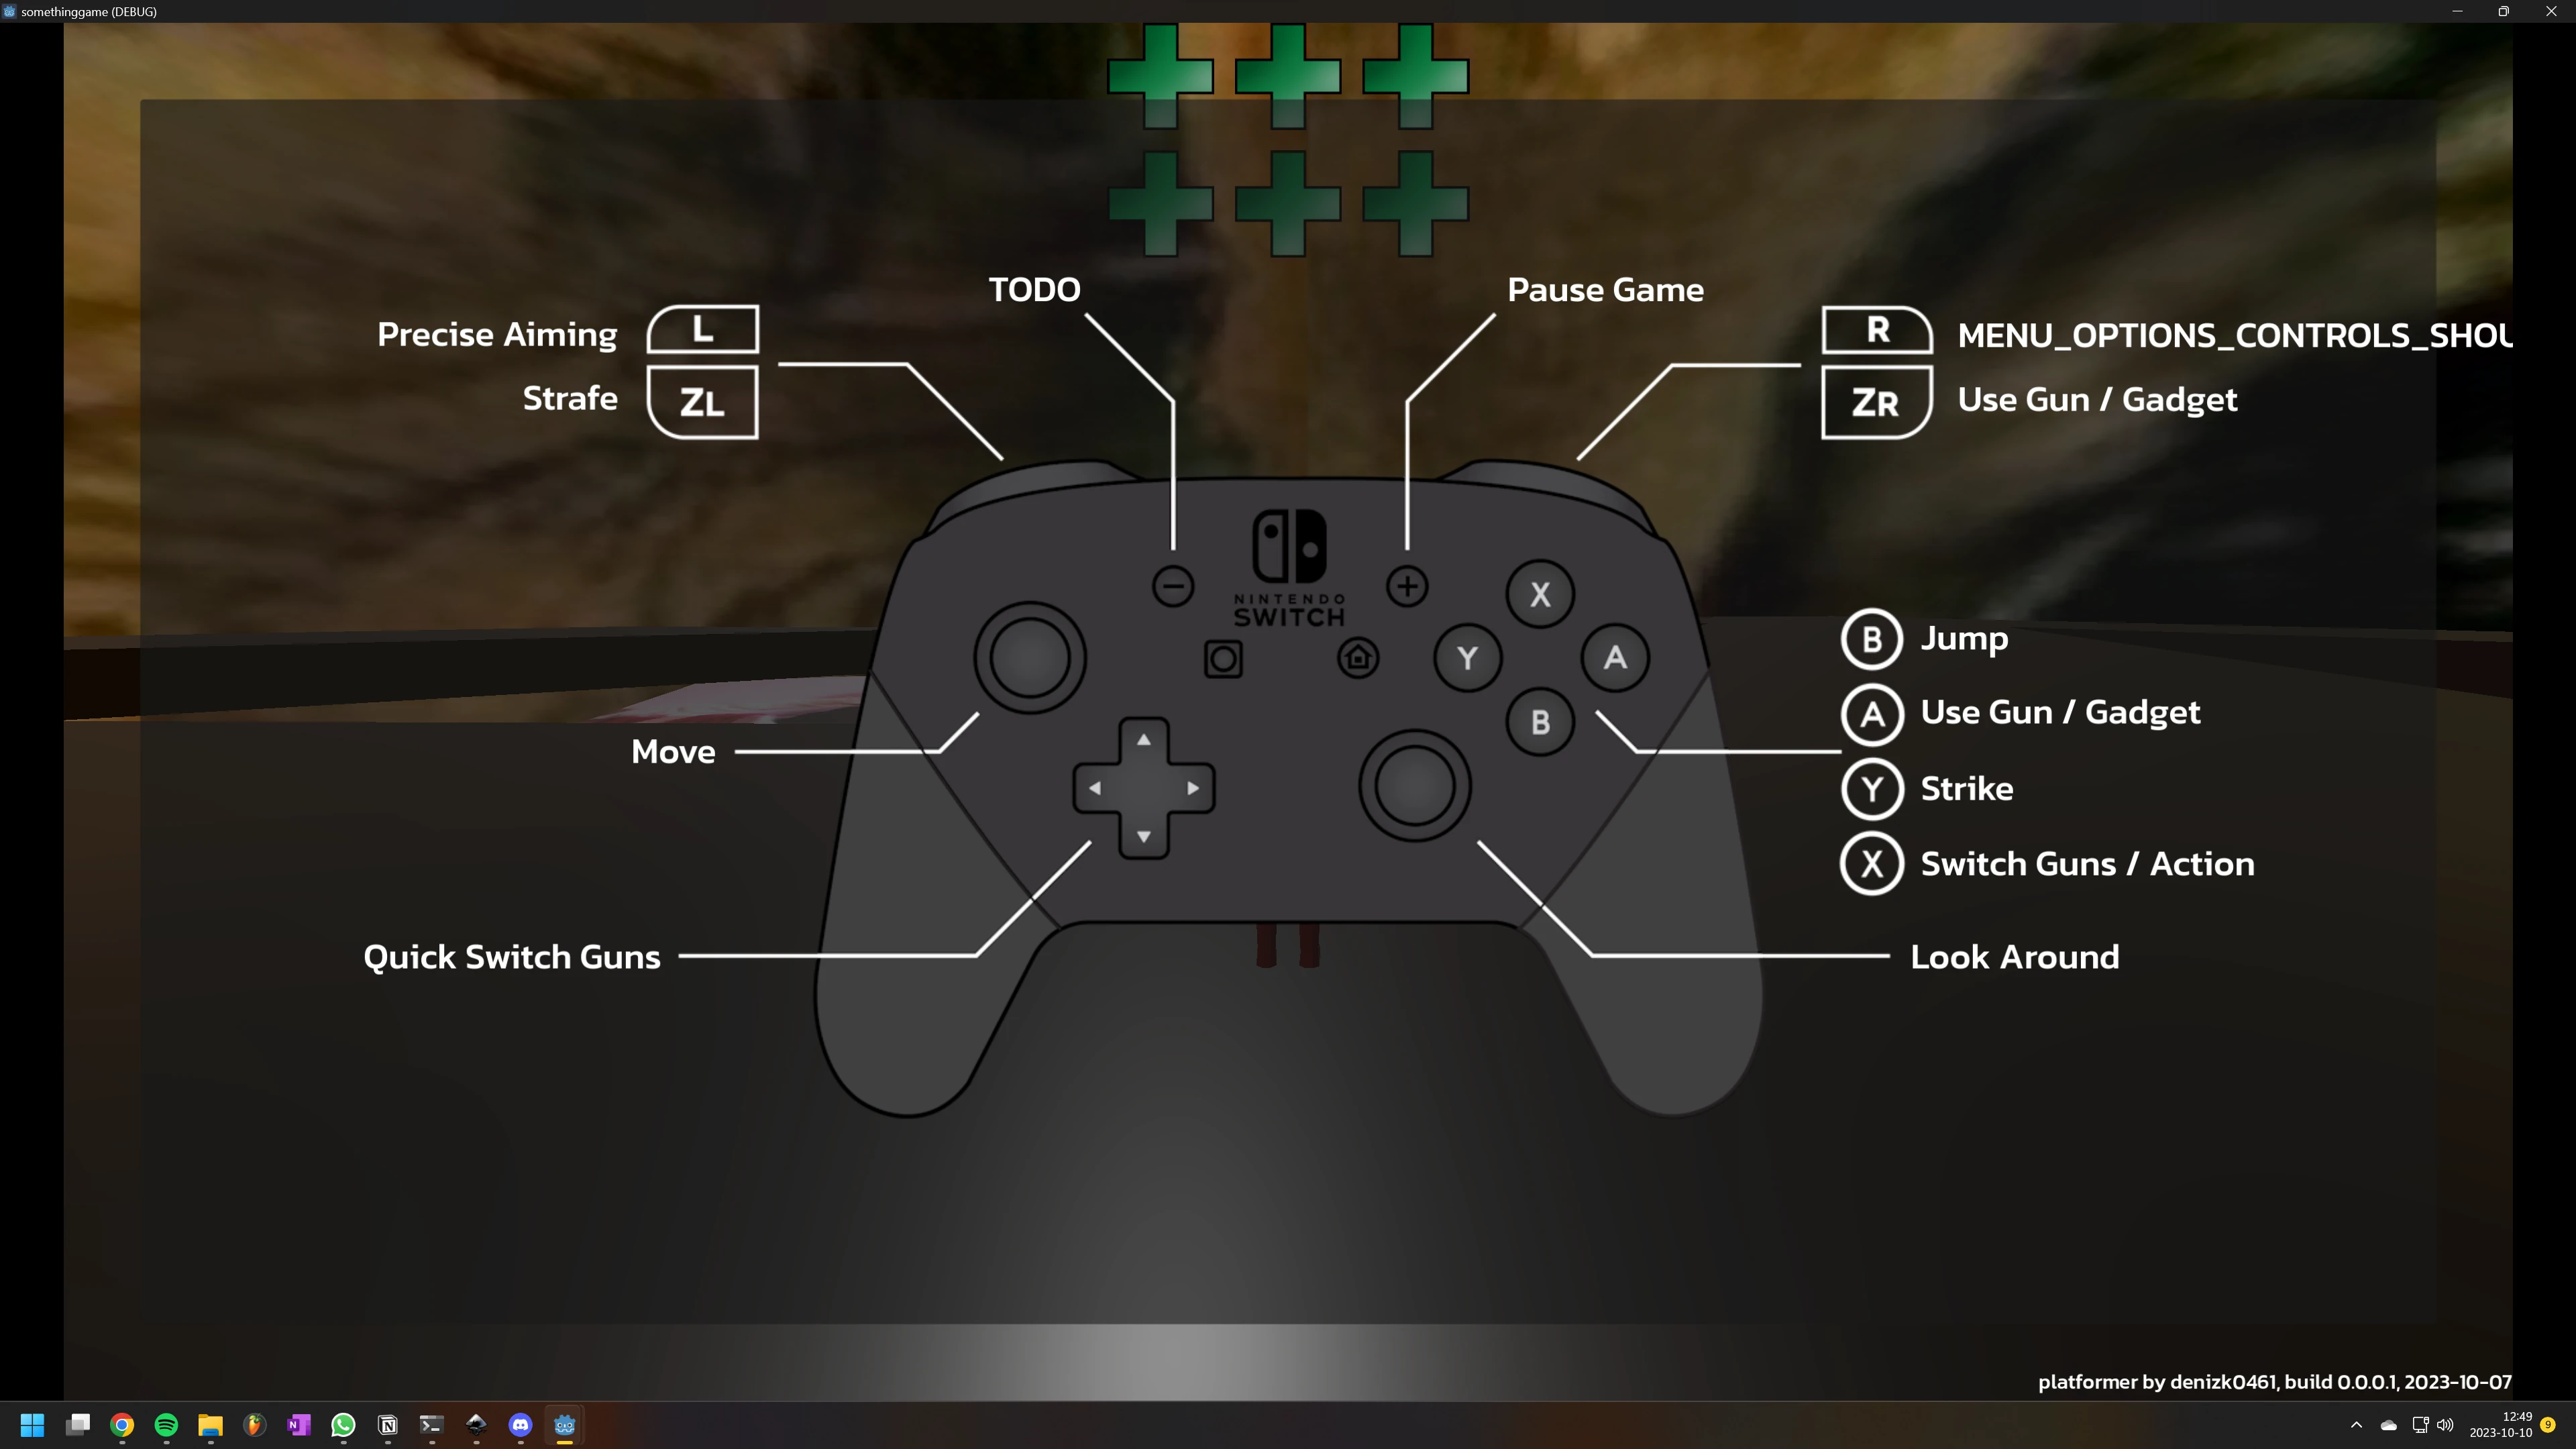 somethinggame (DEBUG)
TODO
Pause Game
Precise Aiming
L
R
MENU_OPTIONS_CONTROLS_SHOU
Strafe
ZL
ZR
Use Gun / Gadget
NINTENDO
SWITCH
X
Y
A
B
B
Jump
A
Use Gun / Gadget
Move
Y
Strike
X
Switch Guns / Action
Quick Switch Guns
Look Around
platformer by denizk0461, build 0.0.0.1, 2023-10-07
12:49
2023-10-10
9